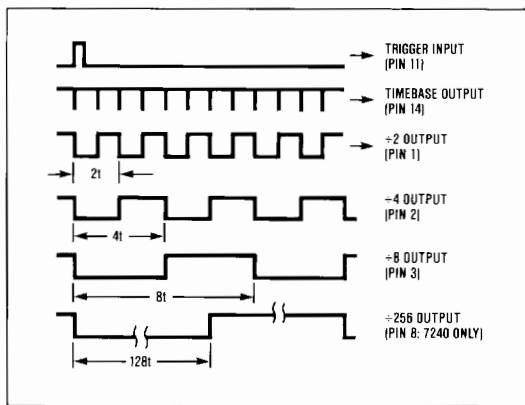 TRIGGER INPUT
(PIN 11)
TIMEBASE OUTPUT
(PIN 14)
÷2 OUTPUT
(PIN 1)
2t
÷4 OUTPUT
(PIN 2)
4t
÷8 OUTPUT
(PIN 3)
8t
÷256 OUTPUT
(PIN 8; 7240 ONLY)
128t